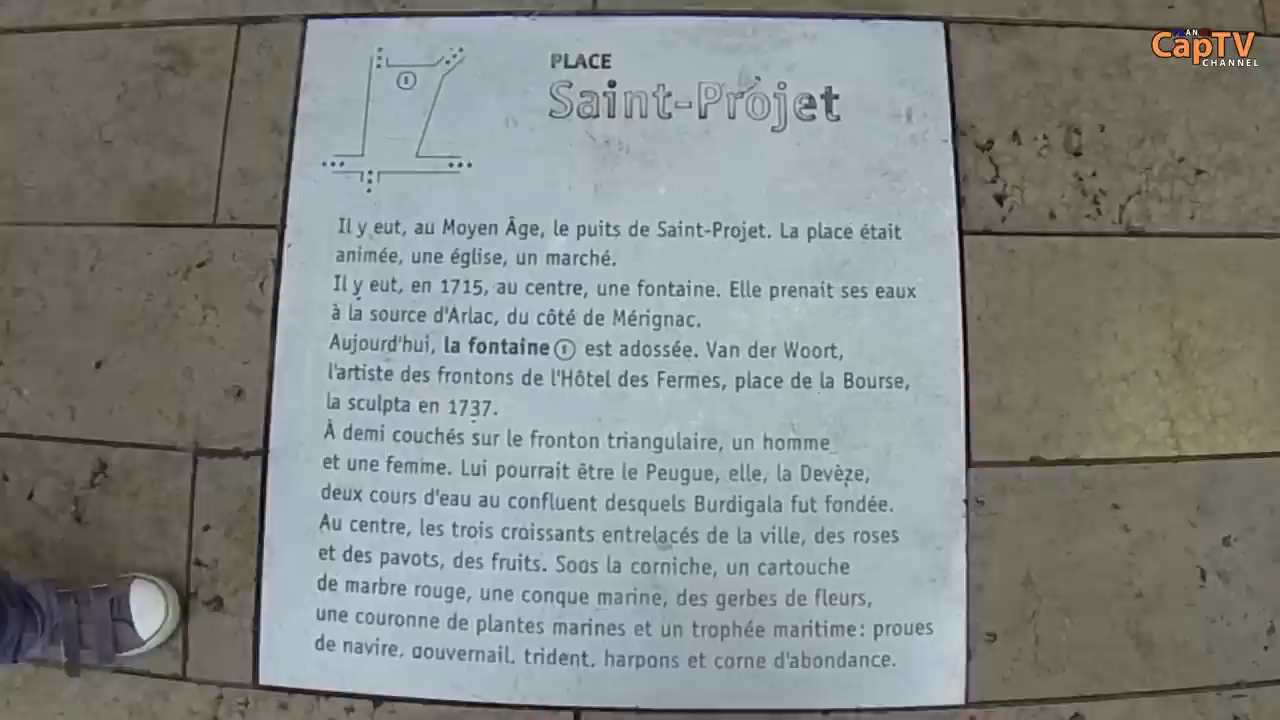 AN
CapTV
CHANNEL
PLACE
Saint-Projet
1
Il y eut, au Moyen Âge, le puits de Saint-Projet. La place était
animée, une église, un marché.
Il y eut, en 1715, au centre, une fontaine. Elle prenait ses eaux
à la source d'Arlac, du côté de Mérignac.
Aujourd'hui, la fontaine 1 est adossée. Van der Woort,
l'artiste des frontons de l'Hôtel des Fermes, place de la Bourse,
la sculpta en 1737.
À demi couchés sur le fronton triangulaire, un homme
et une femme. Lui pourrait être le Peugue, elle, la Devèze,
deux cours d'eau au confluent desquels Burdigala fut fondée.
Au centre, les trois croissants entrelacés de la ville, des roses
et des pavots, des fruits. Sous la corniche, un cartouche
de marbre rouge, une conque marine, des gerbes de fleurs,
une couronne de plantes marines et un trophée maritime : proues
de navire, gouvernail, trident, harpons et corne d'abondance.